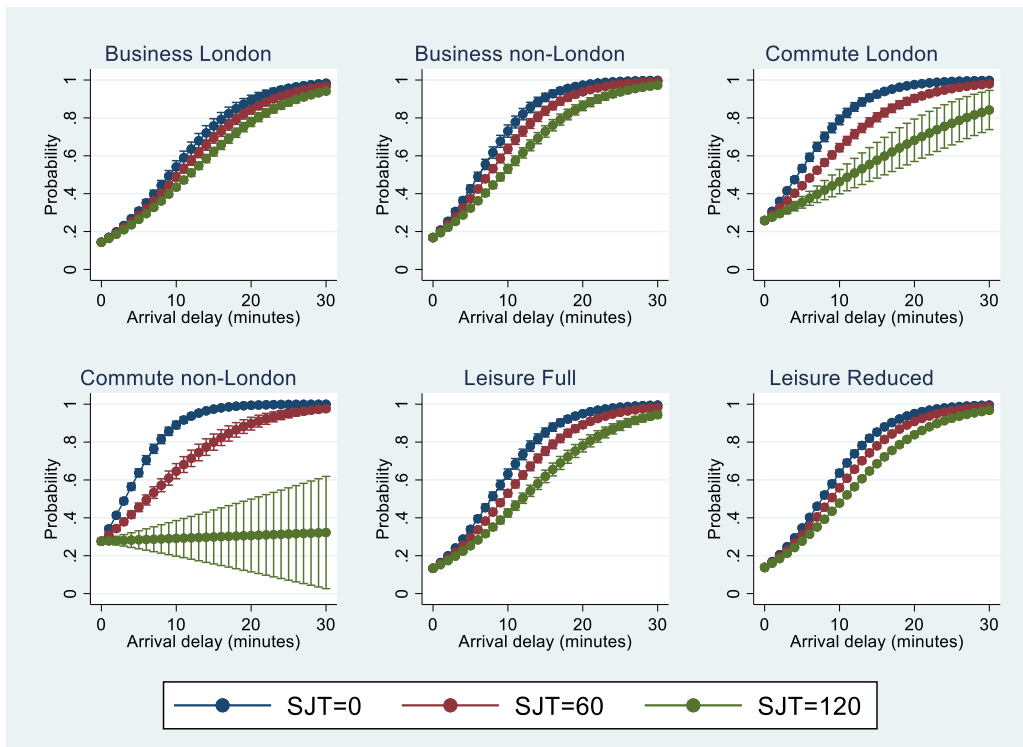 Business London
Business non-London
Commute London
Probability
0
.2
.4
.6
.8
1
0
10
20
30
Arrival delay (minutes)
Probability
0
.2
.4
.6
.8
1
0
10
20
30
Arrival delay (minutes)
Probability
0
.2
.4
.6
.8
1
0
10
20
30
Arrival delay (minutes)
Commute non-London
Leisure Full
Leisure Reduced
Probability
0
.2
.4
.6
.8
1
0
10
20
30
Arrival delay (minutes)
Probability
0
.2
.4
.6
.8
1
0
10
20
30
Arrival delay (minutes)
Probability
0
.2
.4
.6
.8
1
0
10
20
30
Arrival delay (minutes)
SJT=0
SJT=60
SJT=120